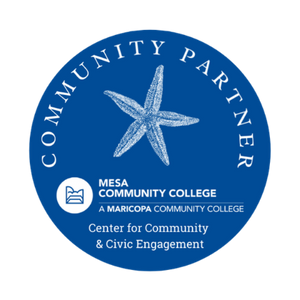 COMMUNITY PARTNER
MESA
COMMUNITY COLLEGE
A MARICOPA COMMUNITY COLLEGE
Center for Community
& Civic Engagement